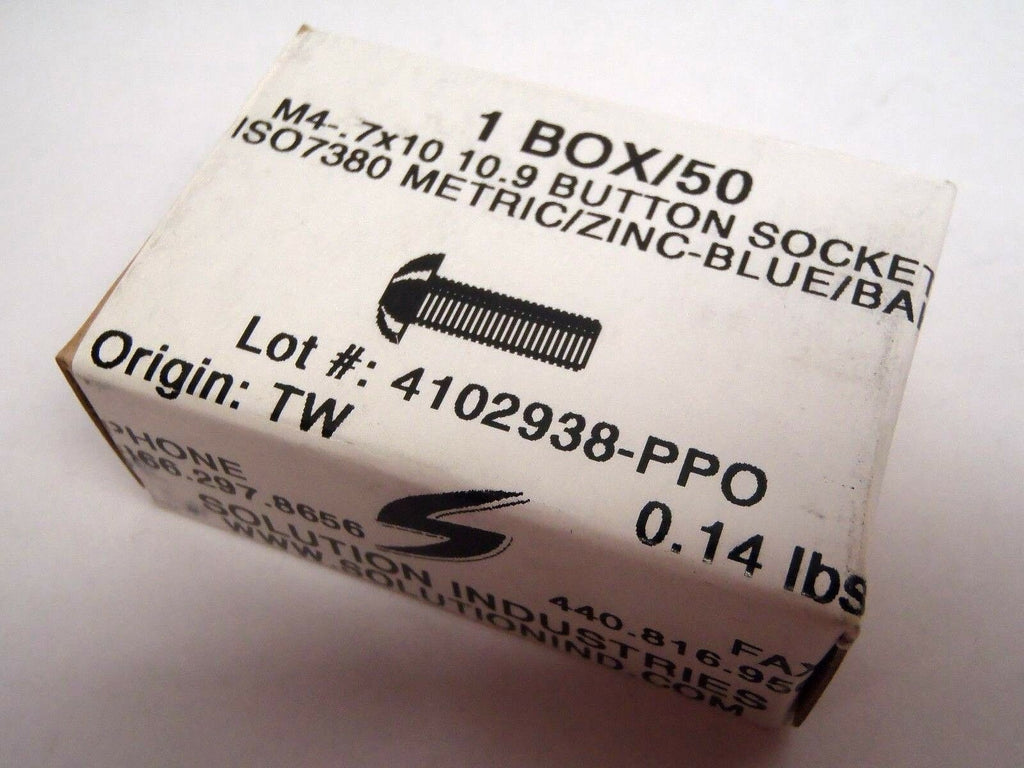 1 BOX/50
M4-.7x10 10.9 BUTTON SOCKET
ISO7380 METRIC/ZINC-BLUE/BA
Lot #: 4102938-PPO
Origin: TW
0.14 lbs
PHONE
166.297.8656
FAX
440.816.95
SOLUTION INDUSTRIES
WWW.SOLUTIONIND.COM